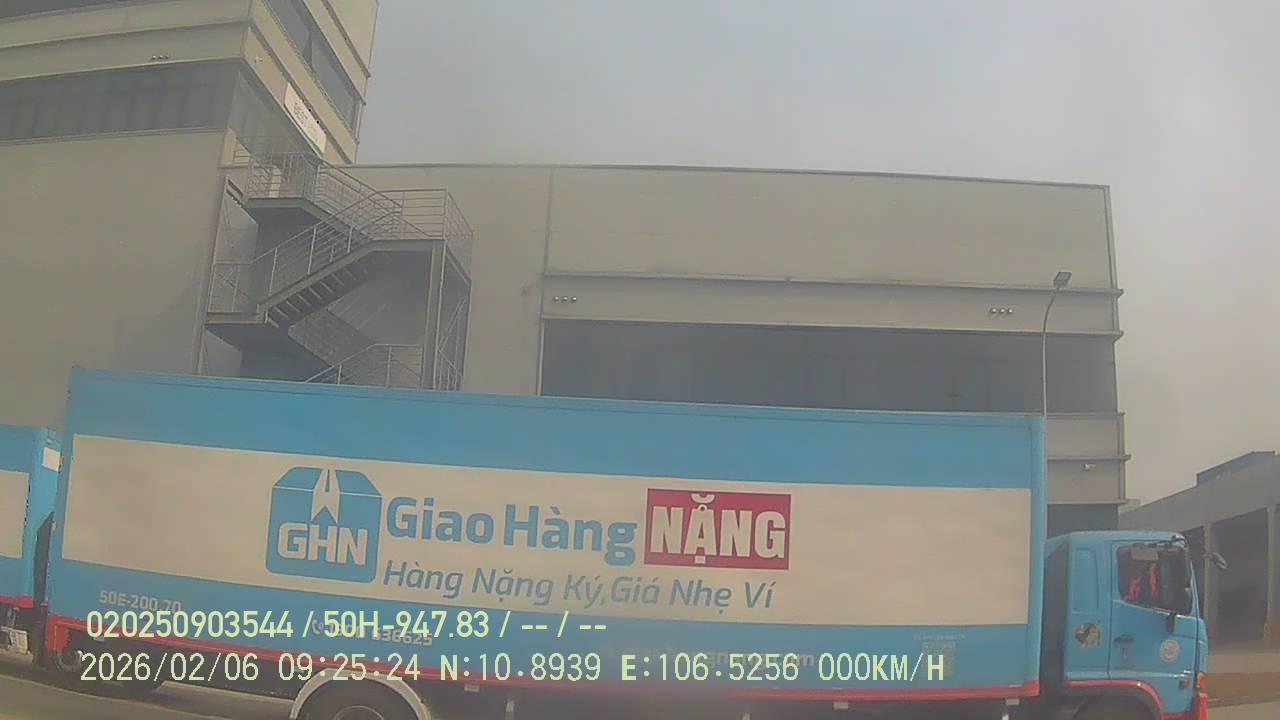 GHN
Giao Hàng NẶNG
Hàng Nặng Ký, Giá Nhẹ Ví
50E-200.70
636625
020250903544 / 50H-947.83 / -- / --
2026/02/06 09:25:24 N:10.8939 E:106.5256 000KM/H